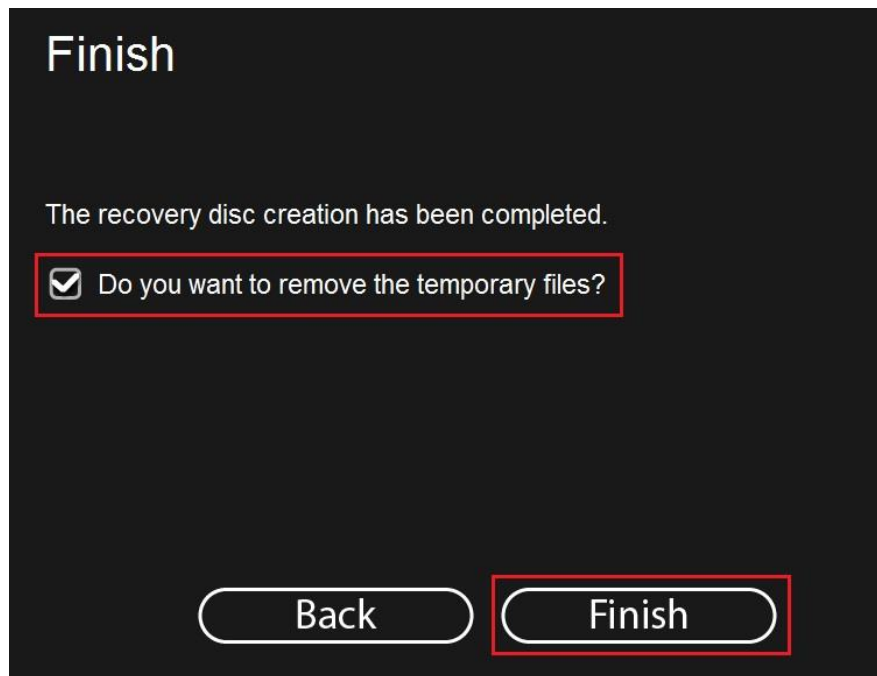 Finish
The recovery disc creation has been completed.
Do you want to remove the temporary files?
Back Finish